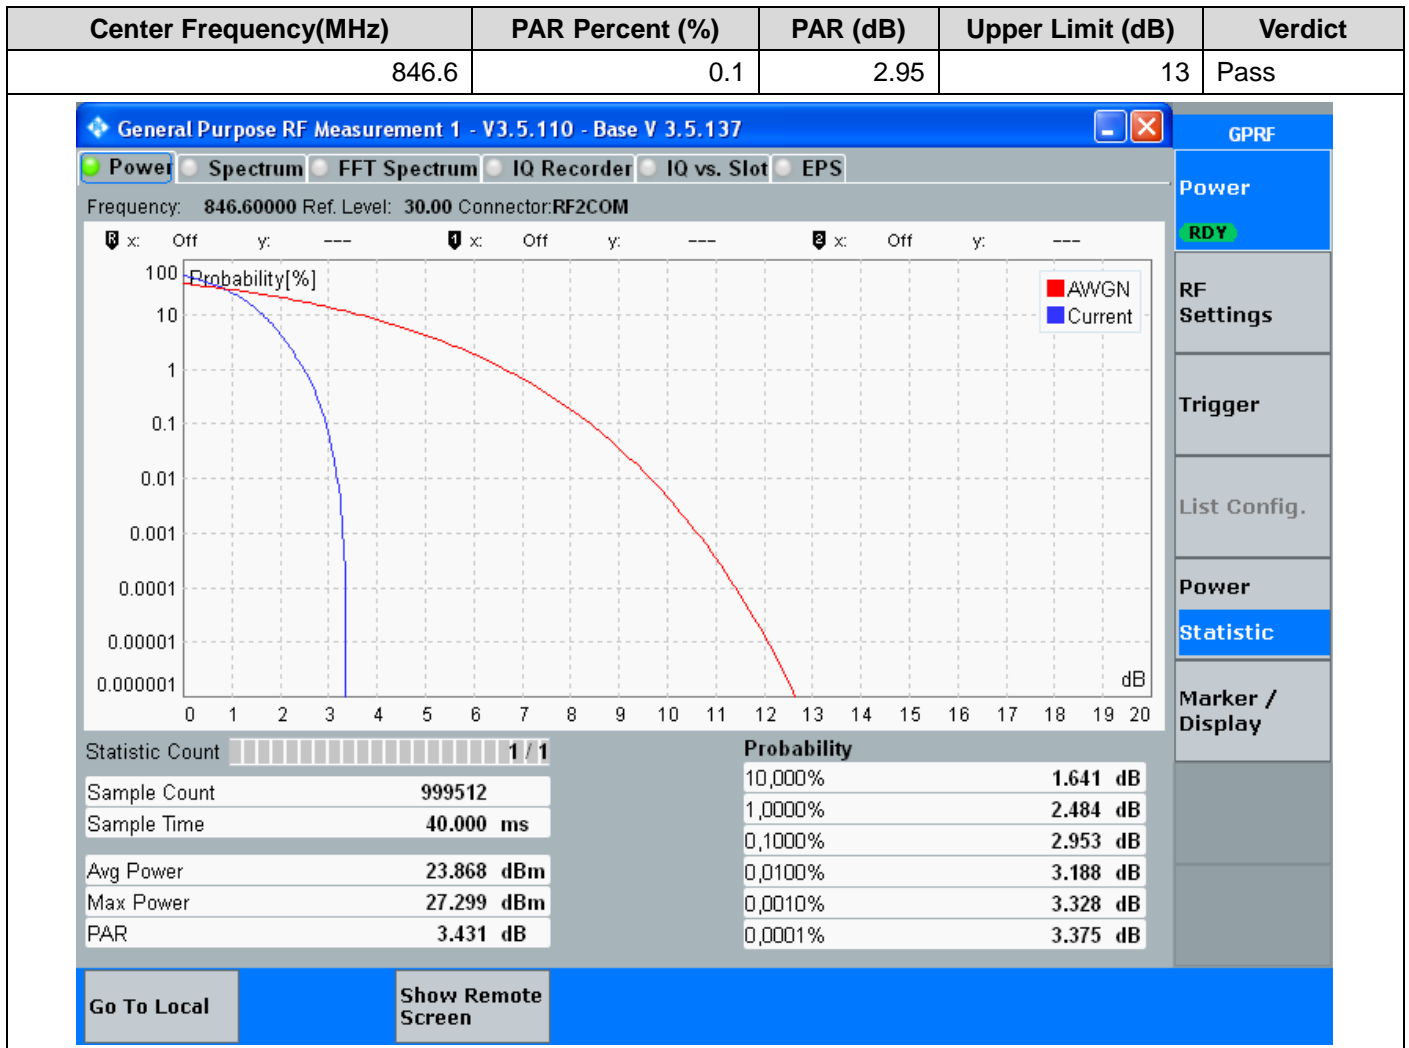 Center Frequency(MHz) PAR Percent (%) PAR (dB) Upper Limit (dB) Verdict
846.6 0.1 2.95 13 Pass
General Purpose RF Measurement 1 - V3.5.110 - Base V 3.5.137
GPRF
Power Spectrum FFT Spectrum IQ Recorder IQ vs. Slot EPS
Power
RDY
Frequency: 846.60000 Ref. Level: 30.00 Connector:RF2COM
R x: Off y: --- 1 x: Off y: --- 2 x: Off y: ---
Probability[%]
AWGN
Current
100
10
1
0.1
0.01
0.001
0.0001
0.00001
0.000001
dB
0 1 2 3 4 5 6 7 8 9 10 11 12 13 14 15 16 17 18 19 20
RF
Settings
Trigger
List Config.
Power
Statistic
Marker /
Display
Statistic Count 1 / 1
Sample Count 999512
Sample Time 40.000 ms
Avg Power 23.868 dBm
Max Power 27.299 dBm
PAR 3.431 dB
Probability
10,000% 1.641 dB
1,0000% 2.484 dB
0,1000% 2.953 dB
0,0100% 3.188 dB
0,0010% 3.328 dB
0,0001% 3.375 dB
Go To Local
Show Remote
Screen